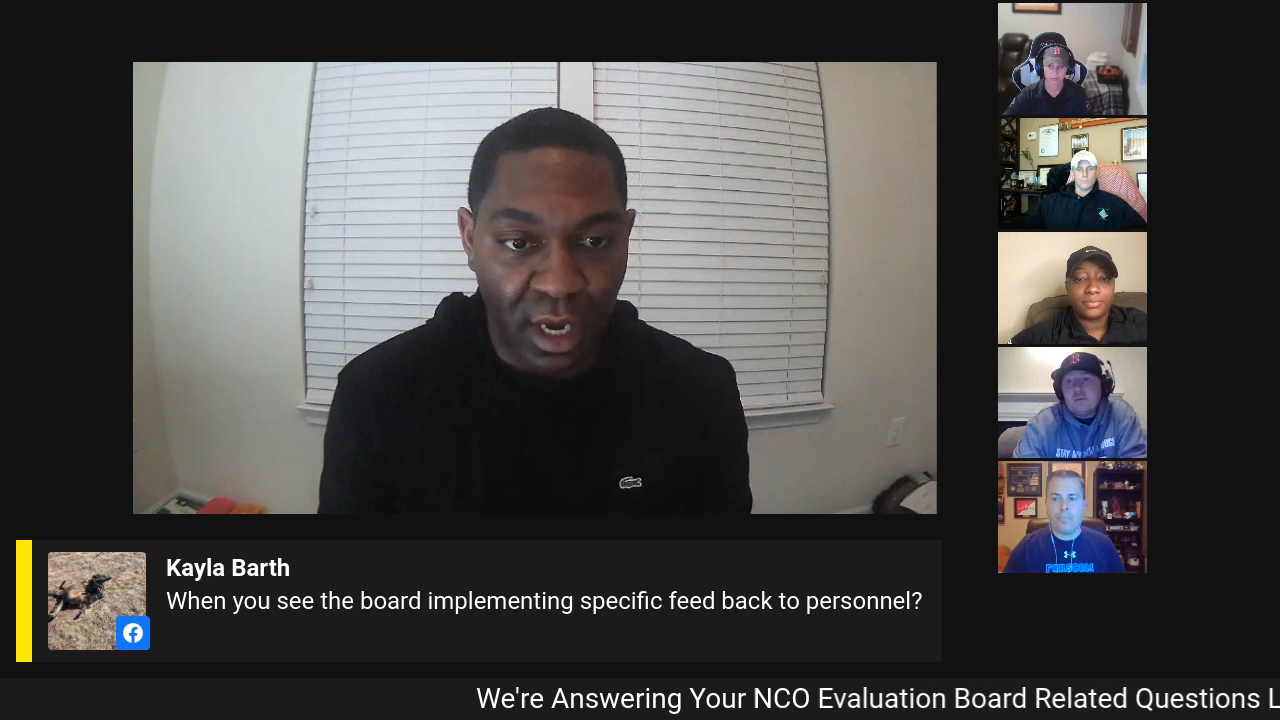 Kayla Barth
When you see the board implementing specific feed back to personnel?
We're Answering Your NCO Evaluation Board Related Questions L
FORSCOM